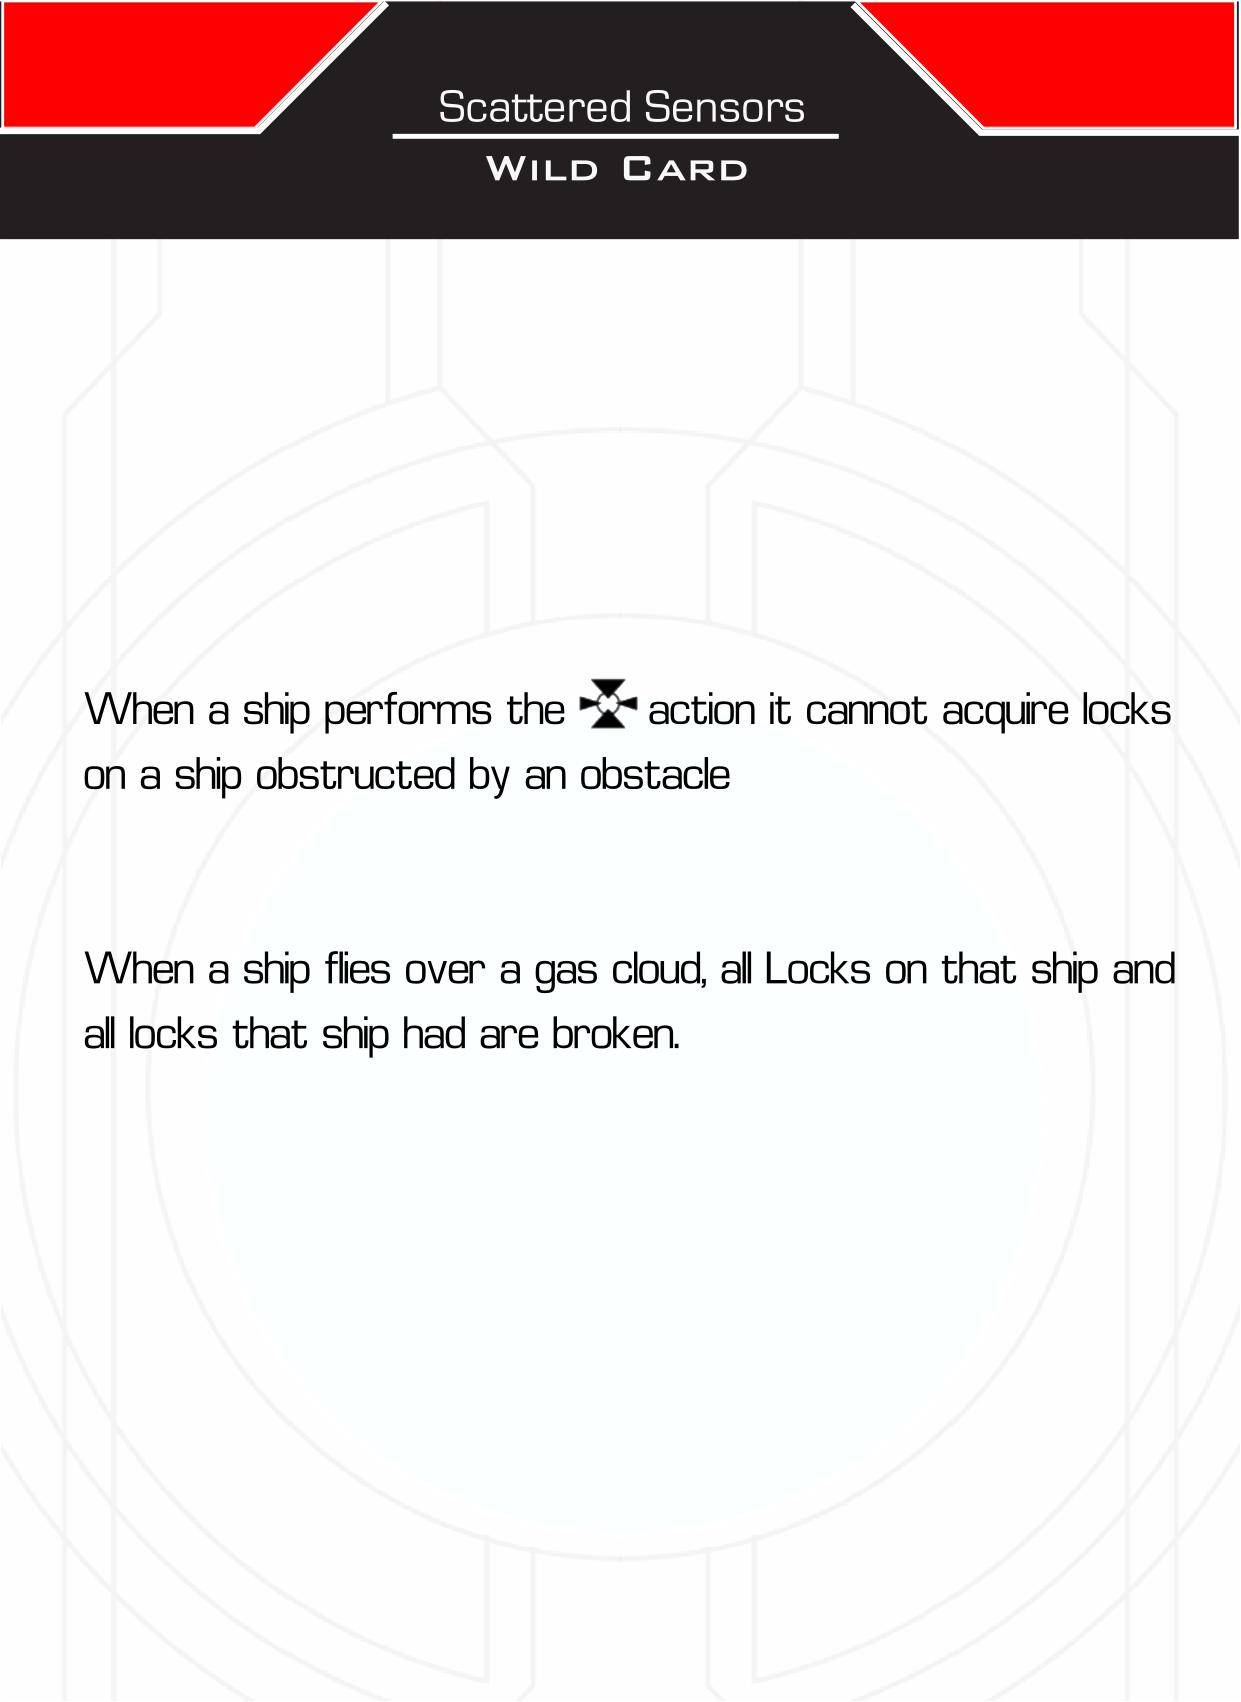 Scattered Sensors
Wild Card
When a ship performs the action it cannot acquire locks
on a ship obstructed by an obstacle
When a ship flies over a gas cloud, all Locks on that ship and
all locks that ship had are broken.